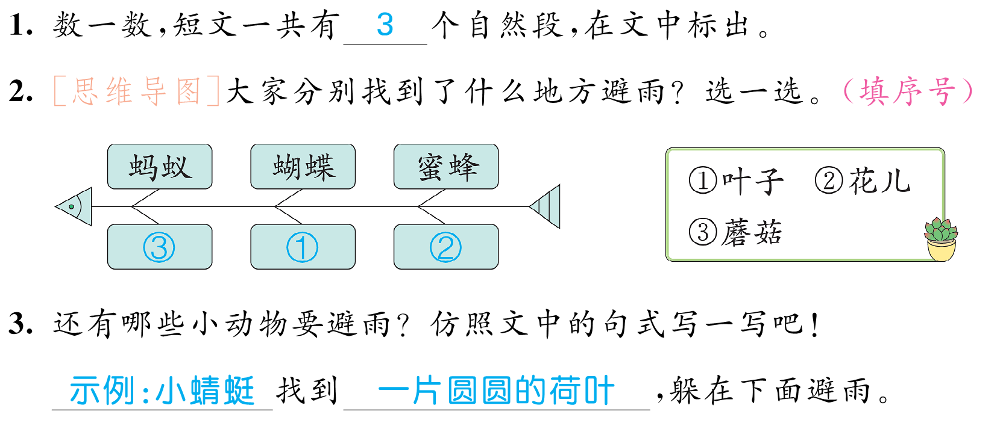 1. 数一数,短文一共有 3 个自然段,在文中标出。
2. [思维导图]大家分别找到了什么地方避雨? 选一选。(填序号)
蚂蚁 蝴蝶 蜜蜂
③ ① ②
①叶子 ②花儿
③蘑菇
3. 还有哪些小动物要避雨? 仿照文中的句式写一写吧!
示例:小蜻蜓 找到 一片圆圆的荷叶 ,躲在下面避雨。